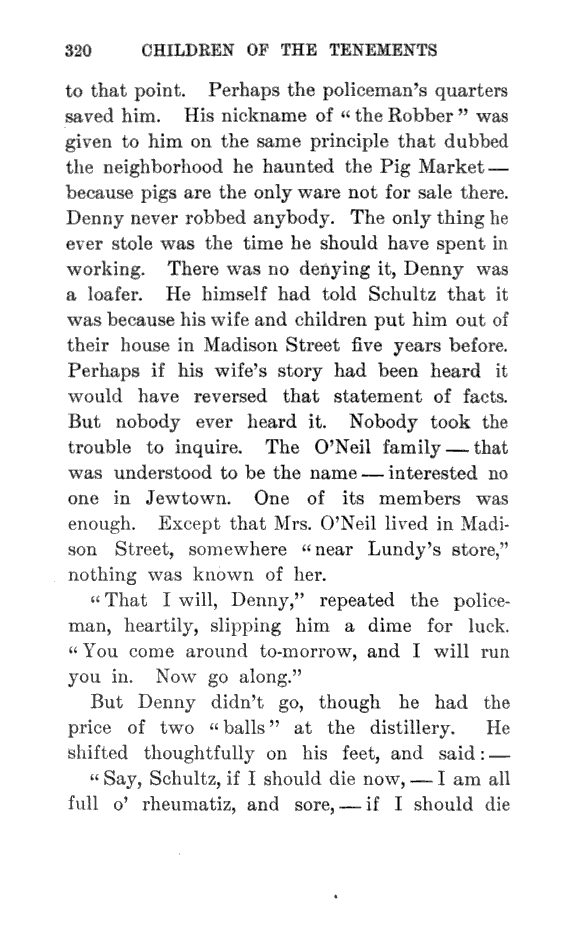 320 CHILDREN OF THE TENEMENTS
to that point. Perhaps the policeman's quarters
saved him. His nickname of “the Robber” was
given to him on the same principle that dubbed
the neighborhood he haunted the Pig Market —
because pigs are the only ware not for sale there.
Denny never robbed anybody. The only thing he
ever stole was the time he should have spent in
working. There was no denying it, Denny was
a loafer. He himself had told Schultz that it
was because his wife and children put him out of
their house in Madison Street five years before.
Perhaps if his wife's story had been heard it
would have reversed that statement of facts.
But nobody ever heard it. Nobody took the
trouble to inquire. The O'Neil family — that
was understood to be the name — interested no
one in Jewtown. One of its members was
enough. Except that Mrs. O'Neil lived in Madi-
son Street, somewhere “near Lundy's store,”
nothing was known of her.
“That I will, Denny,” repeated the police-
man, heartily, slipping him a dime for luck.
“You come around to-morrow, and I will run
you in. Now go along.”
But Denny didn't go, though he had the
price of two “balls” at the distillery. He
shifted thoughtfully on his feet, and said : —
“Say, Schultz, if I should die now, — I am all
full o' rheumatiz, and sore, — if I should die